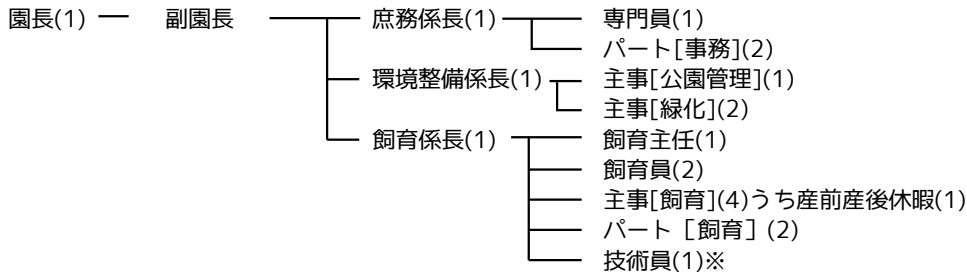 園長(1) 副園長 庶務係長(1) 専門員(1)
パート[事務](2)
環境整備係長(1) 主事[公園管理](1)
主事[緑化](2)
飼育係長(1) 飼育主任(1)
飼育員(2)
主事[飼育](4)うち産前産後休暇(1)
パート［飼育］(2)
技術員(1)※